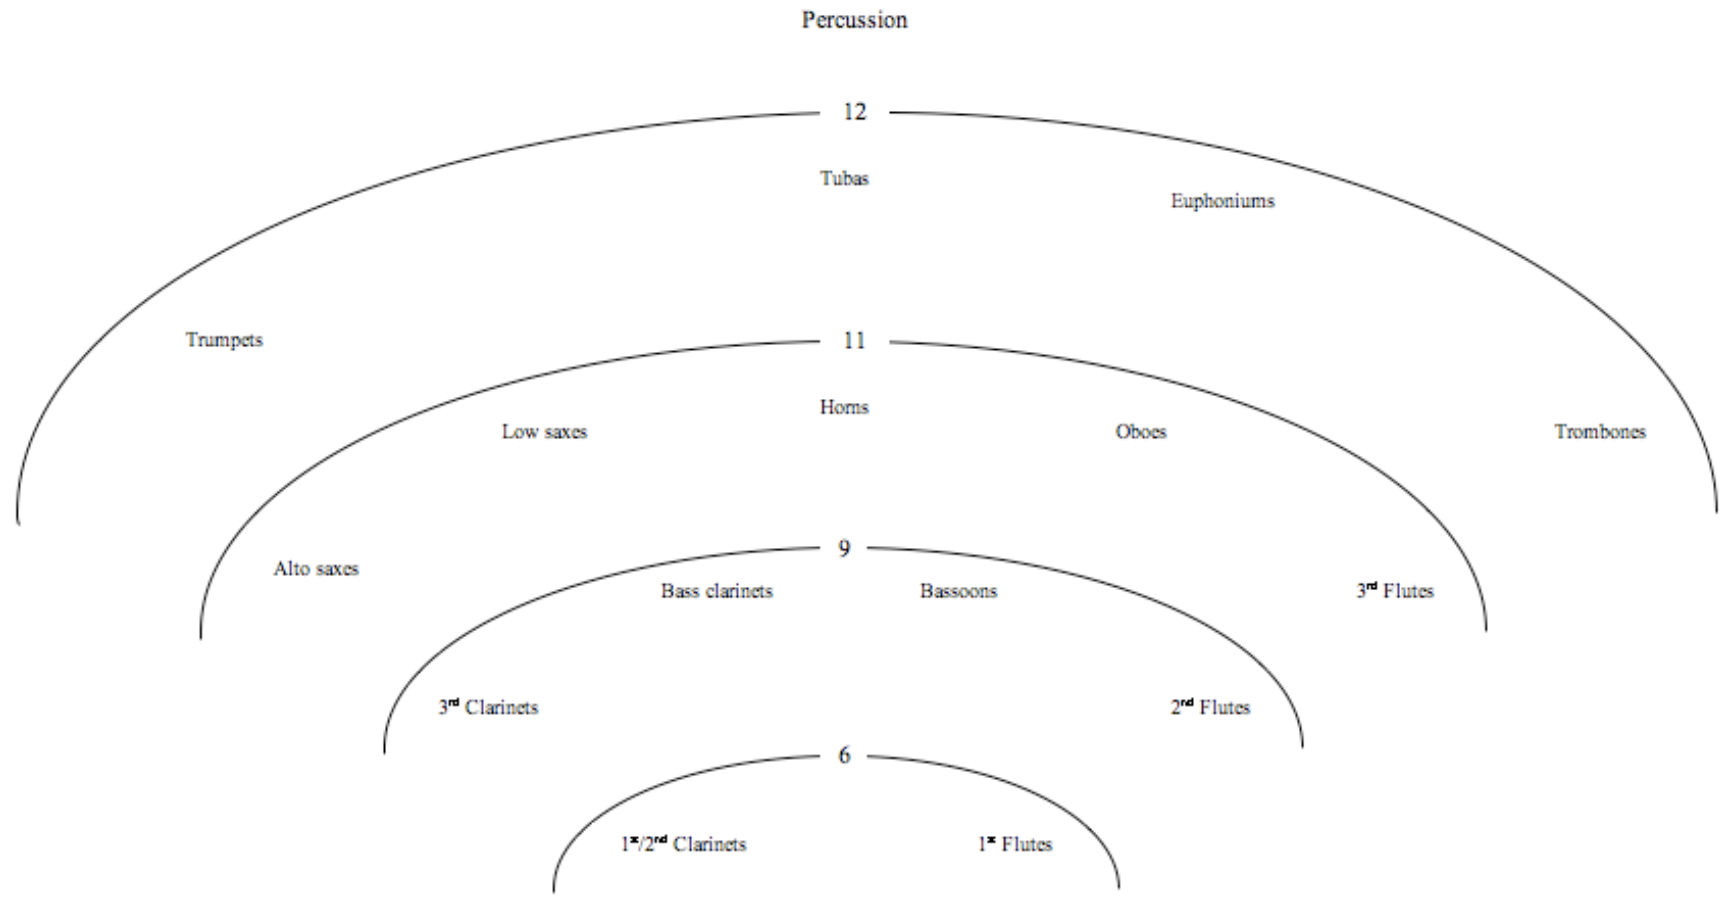 Percussion
12
Tubas
Euphoniums
Trumpets
11
Horns
Low saxes
Oboes
Trombones
9
Alto saxes
Bass clarinets
Bassoons
3rd Flutes
3rd Clarinets
2nd Flutes
6
1st/2nd Clarinets
1st Flutes